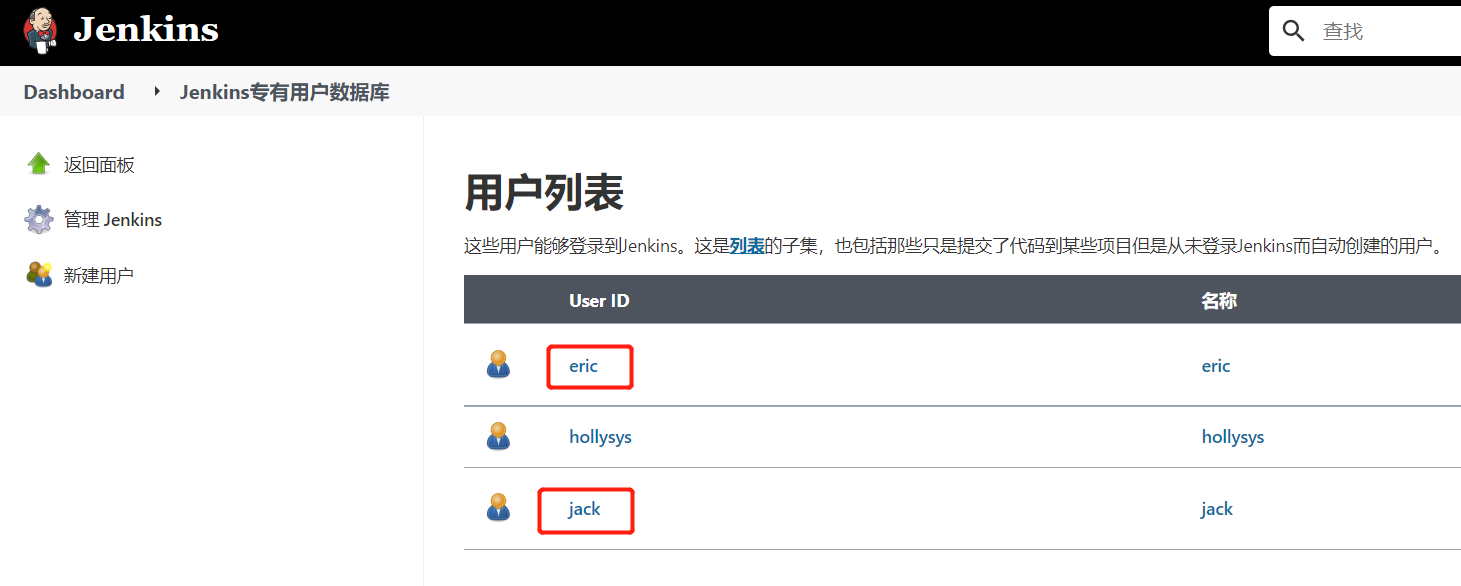 Jenkins
查找
Dashboard
Jenkins专有用户数据库
返回面板
管理 Jenkins
新建用户
用户列表
这些用户能够登录到Jenkins。这是列表的子集，也包括那些只是提交了代码到某些项目但是从未登录Jenkins而自动创建的用户。
User ID 名称
eric eric
hollysys hollysys
jack jack